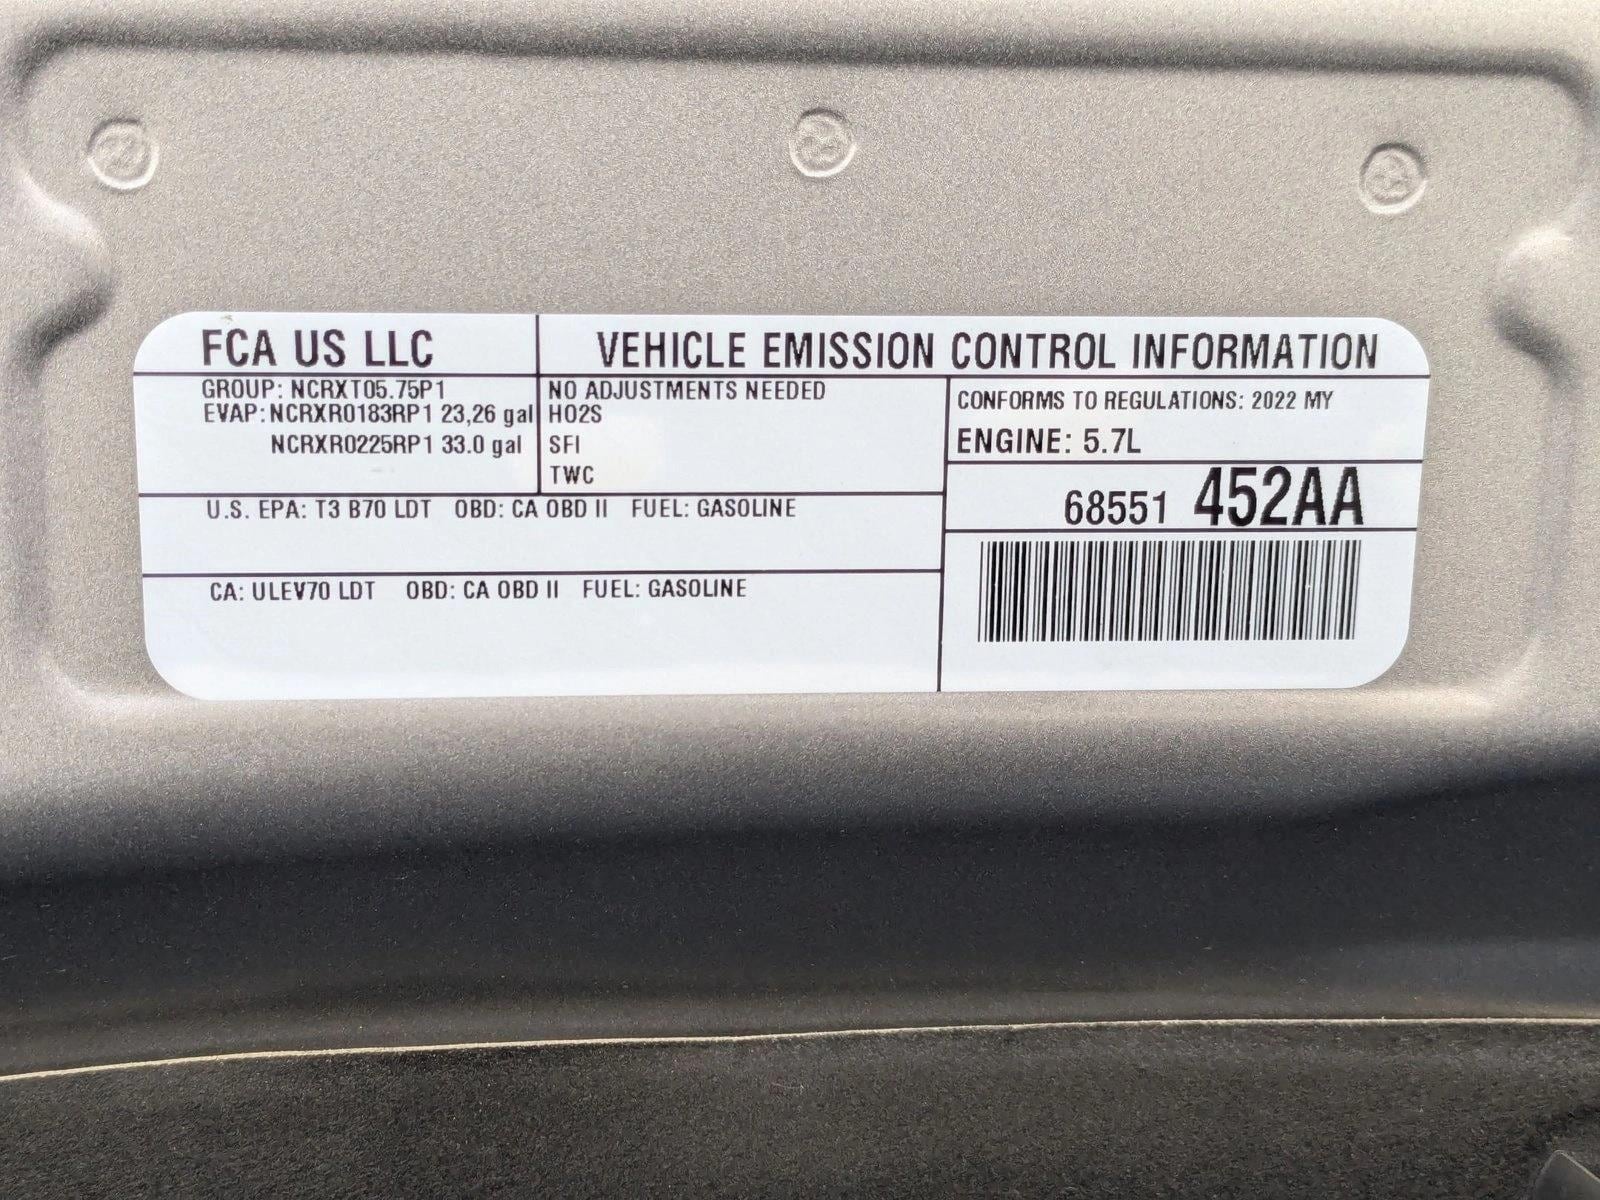 FCA US LLC
VEHICLE EMISSION CONTROL INFORMATION
GROUP: NCRXT05.75P1
EVAP: NCRXR0183RP1 23,26 gal
NCRXR0225RP1 33.0 gal
NO ADJUSTMENTS NEEDED
HO2S
SFI
TWC
CONFORMS TO REGULATIONS: 2022 MY
ENGINE: 5.7L
68551 452AA
U.S. EPA: T3 B70 LDT OBD: CA OBD II FUEL: GASOLINE
CA: ULEV70 LDT OBD: CA OBD II FUEL: GASOLINE